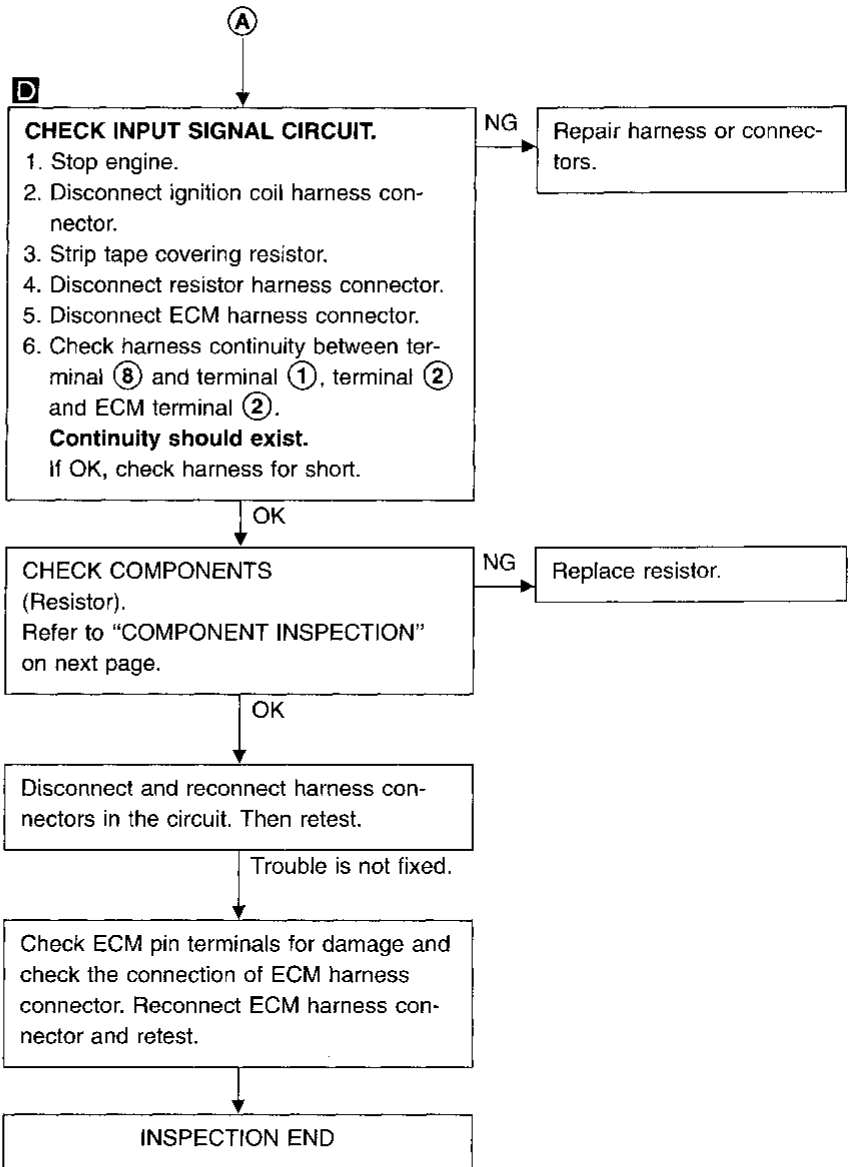 A
D
CHECK INPUT SIGNAL CIRCUIT.
1. Stop engine.
2. Disconnect ignition coil harness con-
nector.
3. Strip tape covering resistor.
4. Disconnect resistor harness connector.
5. Disconnect ECM harness connector.
6. Check harness continuity between ter-
minal ⑧ and terminal ①, terminal ②
and ECM terminal ②.
Continuity should exist.
If OK, check harness for short.
NG
Repair harness or connec-
tors.
OK
CHECK COMPONENTS
(Resistor).
Refer to “COMPONENT INSPECTION”
on next page.
NG
Replace resistor.
OK
Disconnect and reconnect harness con-
nectors in the circuit. Then retest.
Trouble is not fixed.
Check ECM pin terminals for damage and
check the connection of ECM harness
connector. Reconnect ECM harness con-
nector and retest.
INSPECTION END